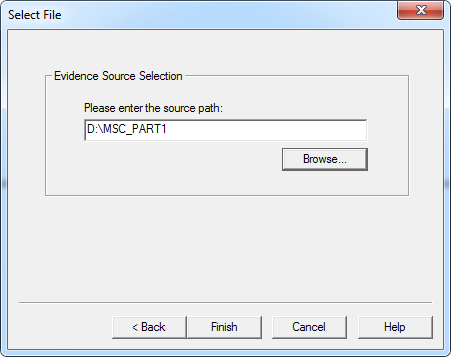 Select File
Evidence Source Selection
Please enter the source path:
D:\MSC_PART1
Browse...
< Back
Finish
Cancel
Help